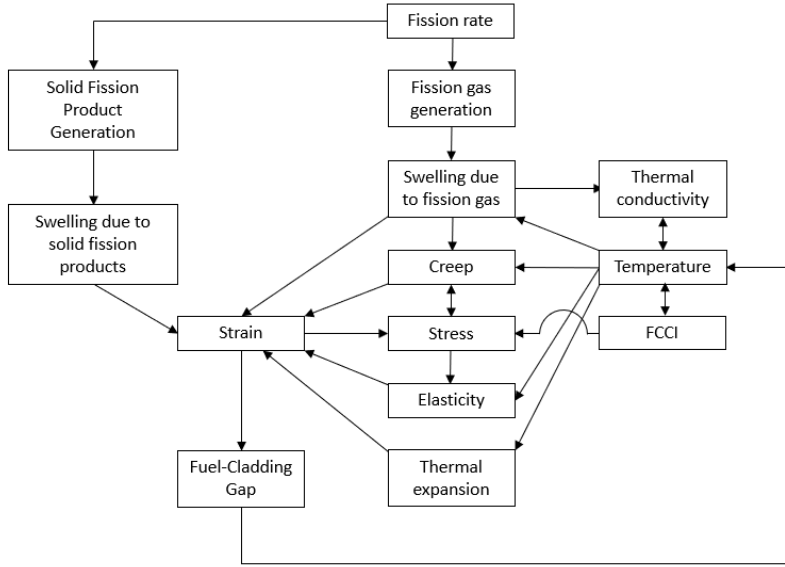 Fission rate
Solid Fission
Product
Generation
Fission gas
generation
Swelling due
to fission gas
Thermal
conductivity
Swelling due to
solid fission
products
Creep
Temperature
Strain
Stress
FCCI
Elasticity
Fuel-Cladding
Gap
Thermal
expansion